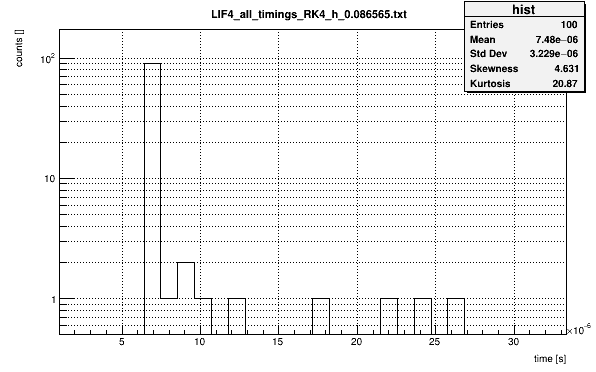 LIF4_all_timings_RK4_h_0.086565.txt
hist
Entries 100
Mean 7.48e−06
Std Dev 3.229e−06
Skewness 4.631
Kurtosis 20.87
counts []
10²
10
1
5 10 15 20 25 30
×10⁻⁶
time [s]